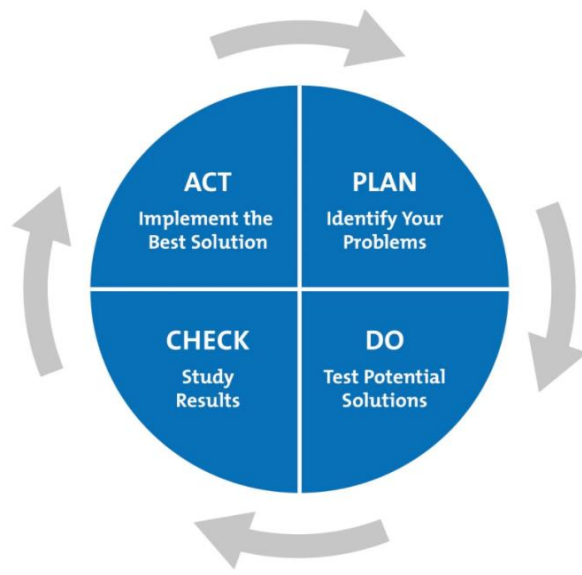 ACT
Implement the
Best Solution
PLAN
Identify Your
Problems
CHECK
Study
Results
DO
Test Potential
Solutions